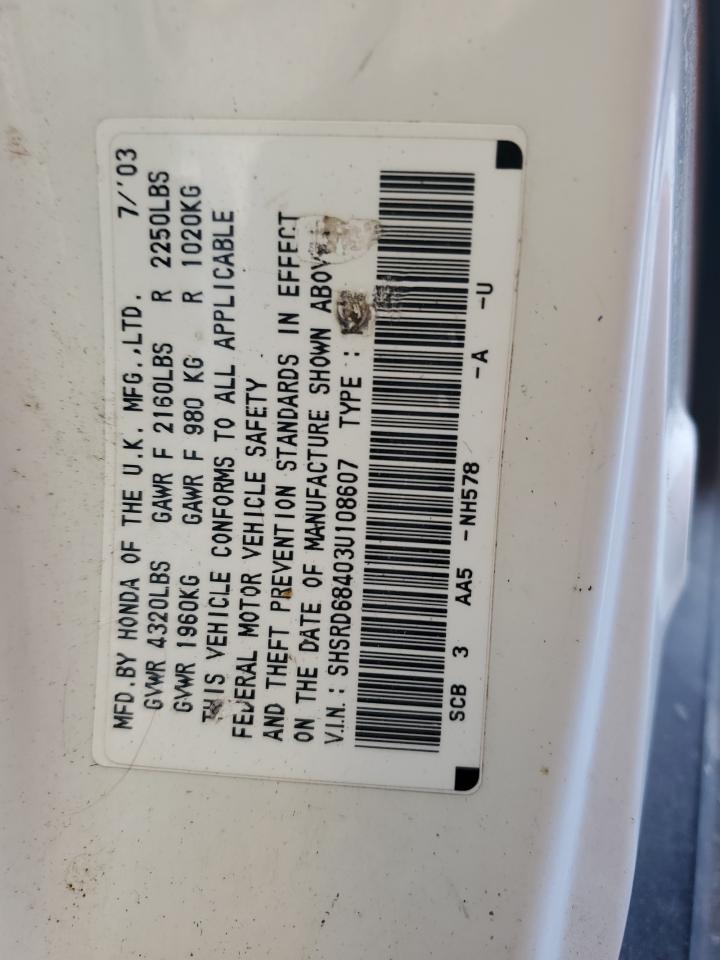 MFD.BY HONDA OF THE U.K. MFG.,LTD. 7/'03
GVWR 4320LBS GAWR F 2160LBS R 2250LBS
GVWR 1960KG GAWR F 980 KG R 1020KG
THIS VEHICLE CONFORMS TO ALL APPLICABLE
FEDERAL MOTOR VEHICLE SAFETY
AND THEFT PREVENTION STANDARDS IN EFFECT
ON THE DATE OF MANUFACTURE SHOWN ABOVE
V.I.N.: SHSRD68403U108607 TYPE :
SCB 3 AA5 -NH578 -A -U